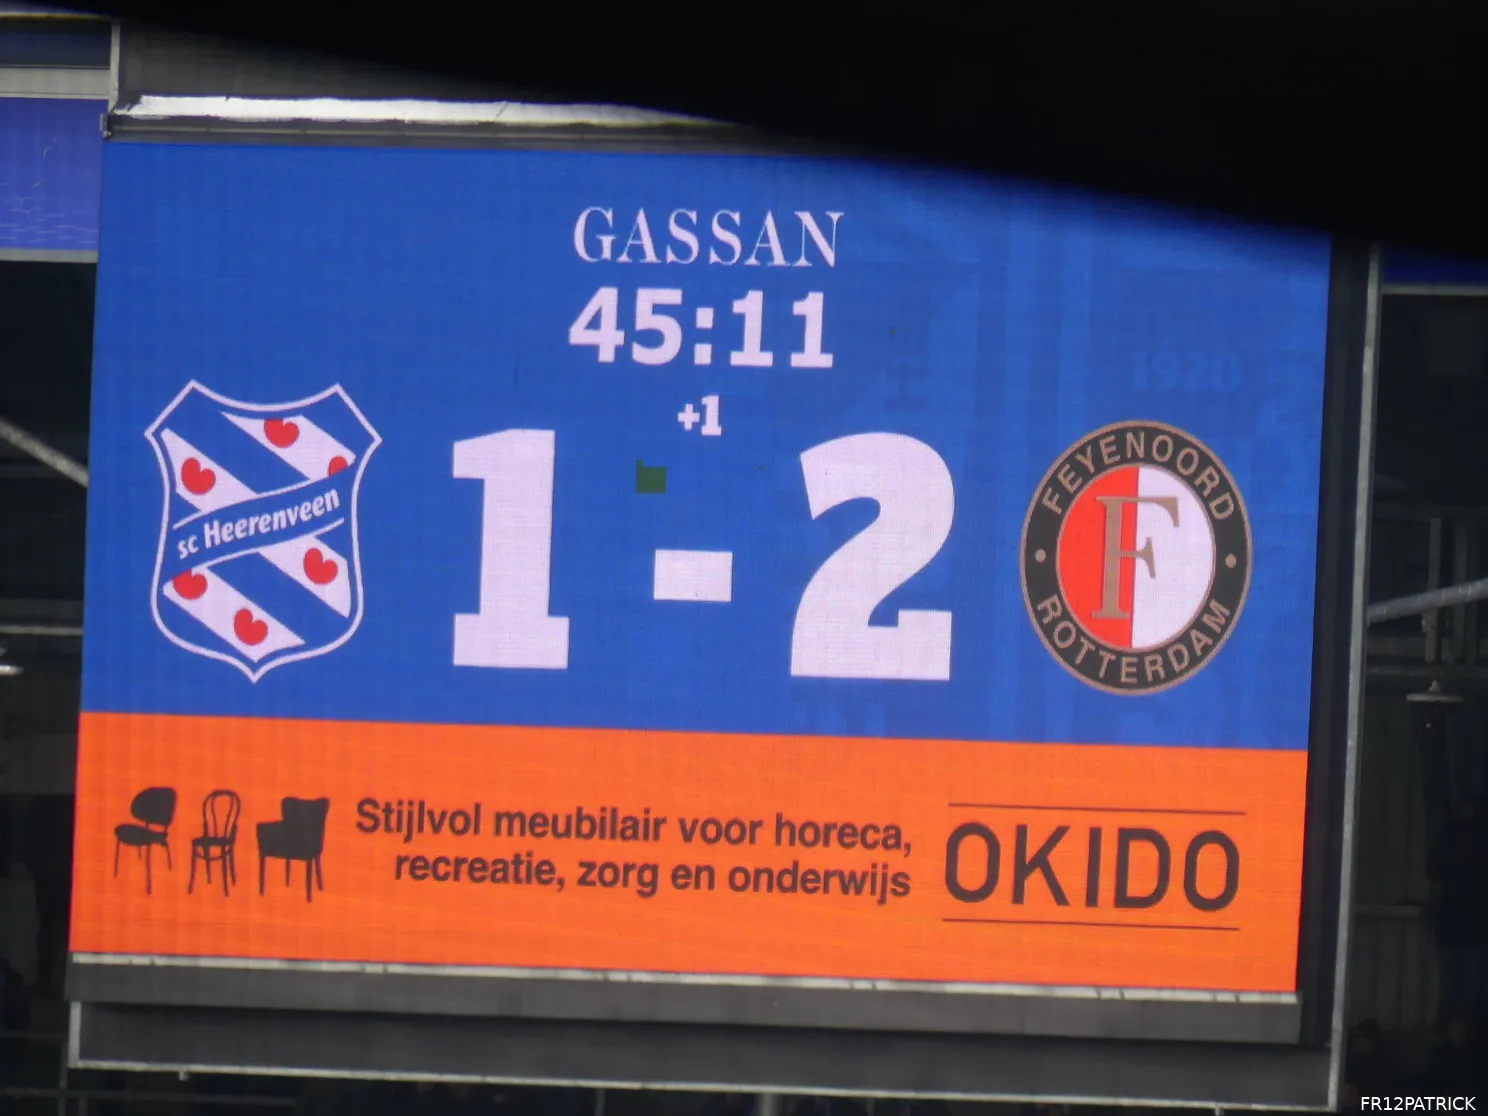 GASSAN
45:11
+1
1 - 2
sc Heerenveen
FEYENOORD
F
ROTTERDAM
Stijlvol meubilair voor horeca,
recreatie, zorg en onderwijs
OKIDO
FR12PATRICK